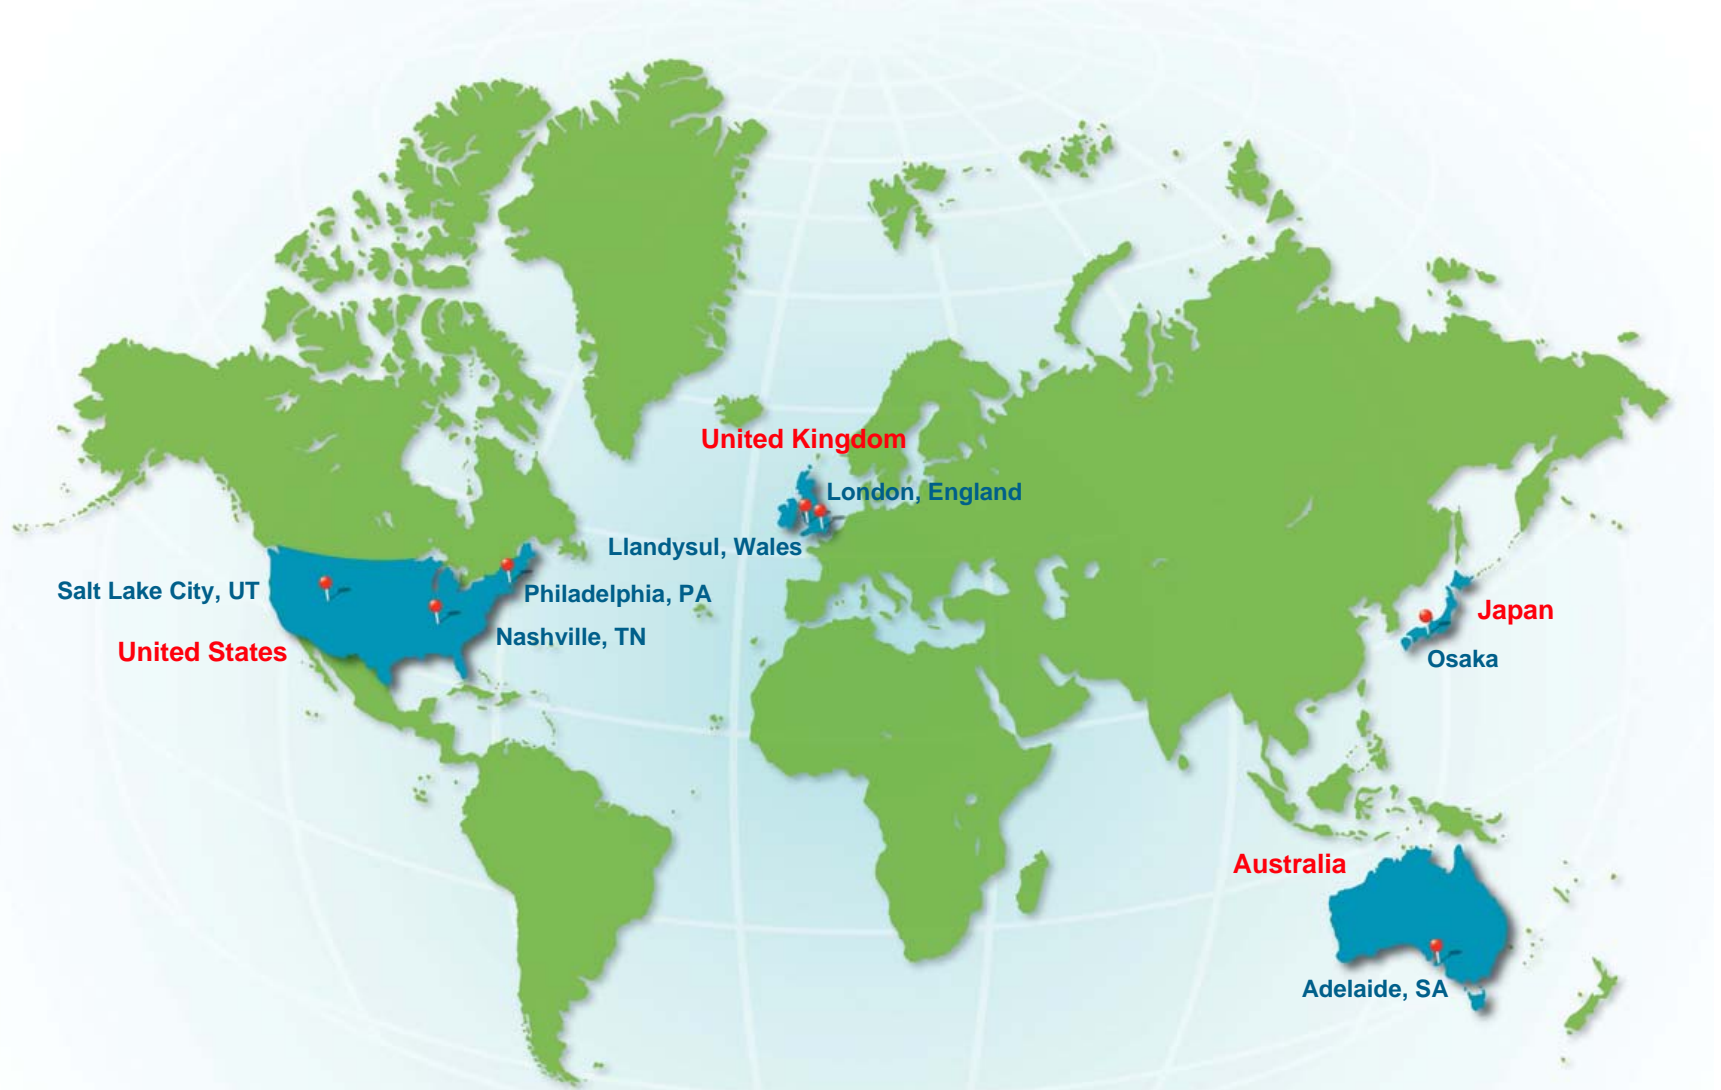 United Kingdom
London, England
Llandysul, Wales
Salt Lake City, UT
Philadelphia, PA
Nashville, TN
United States
Japan
Osaka
Australia
Adelaide, SA